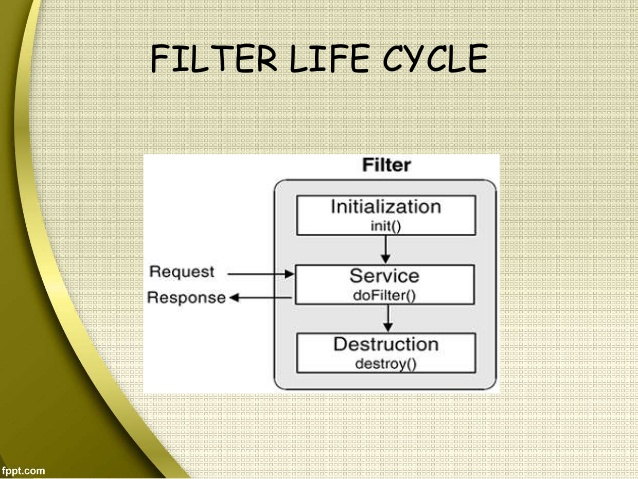 FILTER LIFE CYCLE
Filter
Initialization
init()
Request
Response
Service
doFilter()
Destruction
destroy()
fppt.com